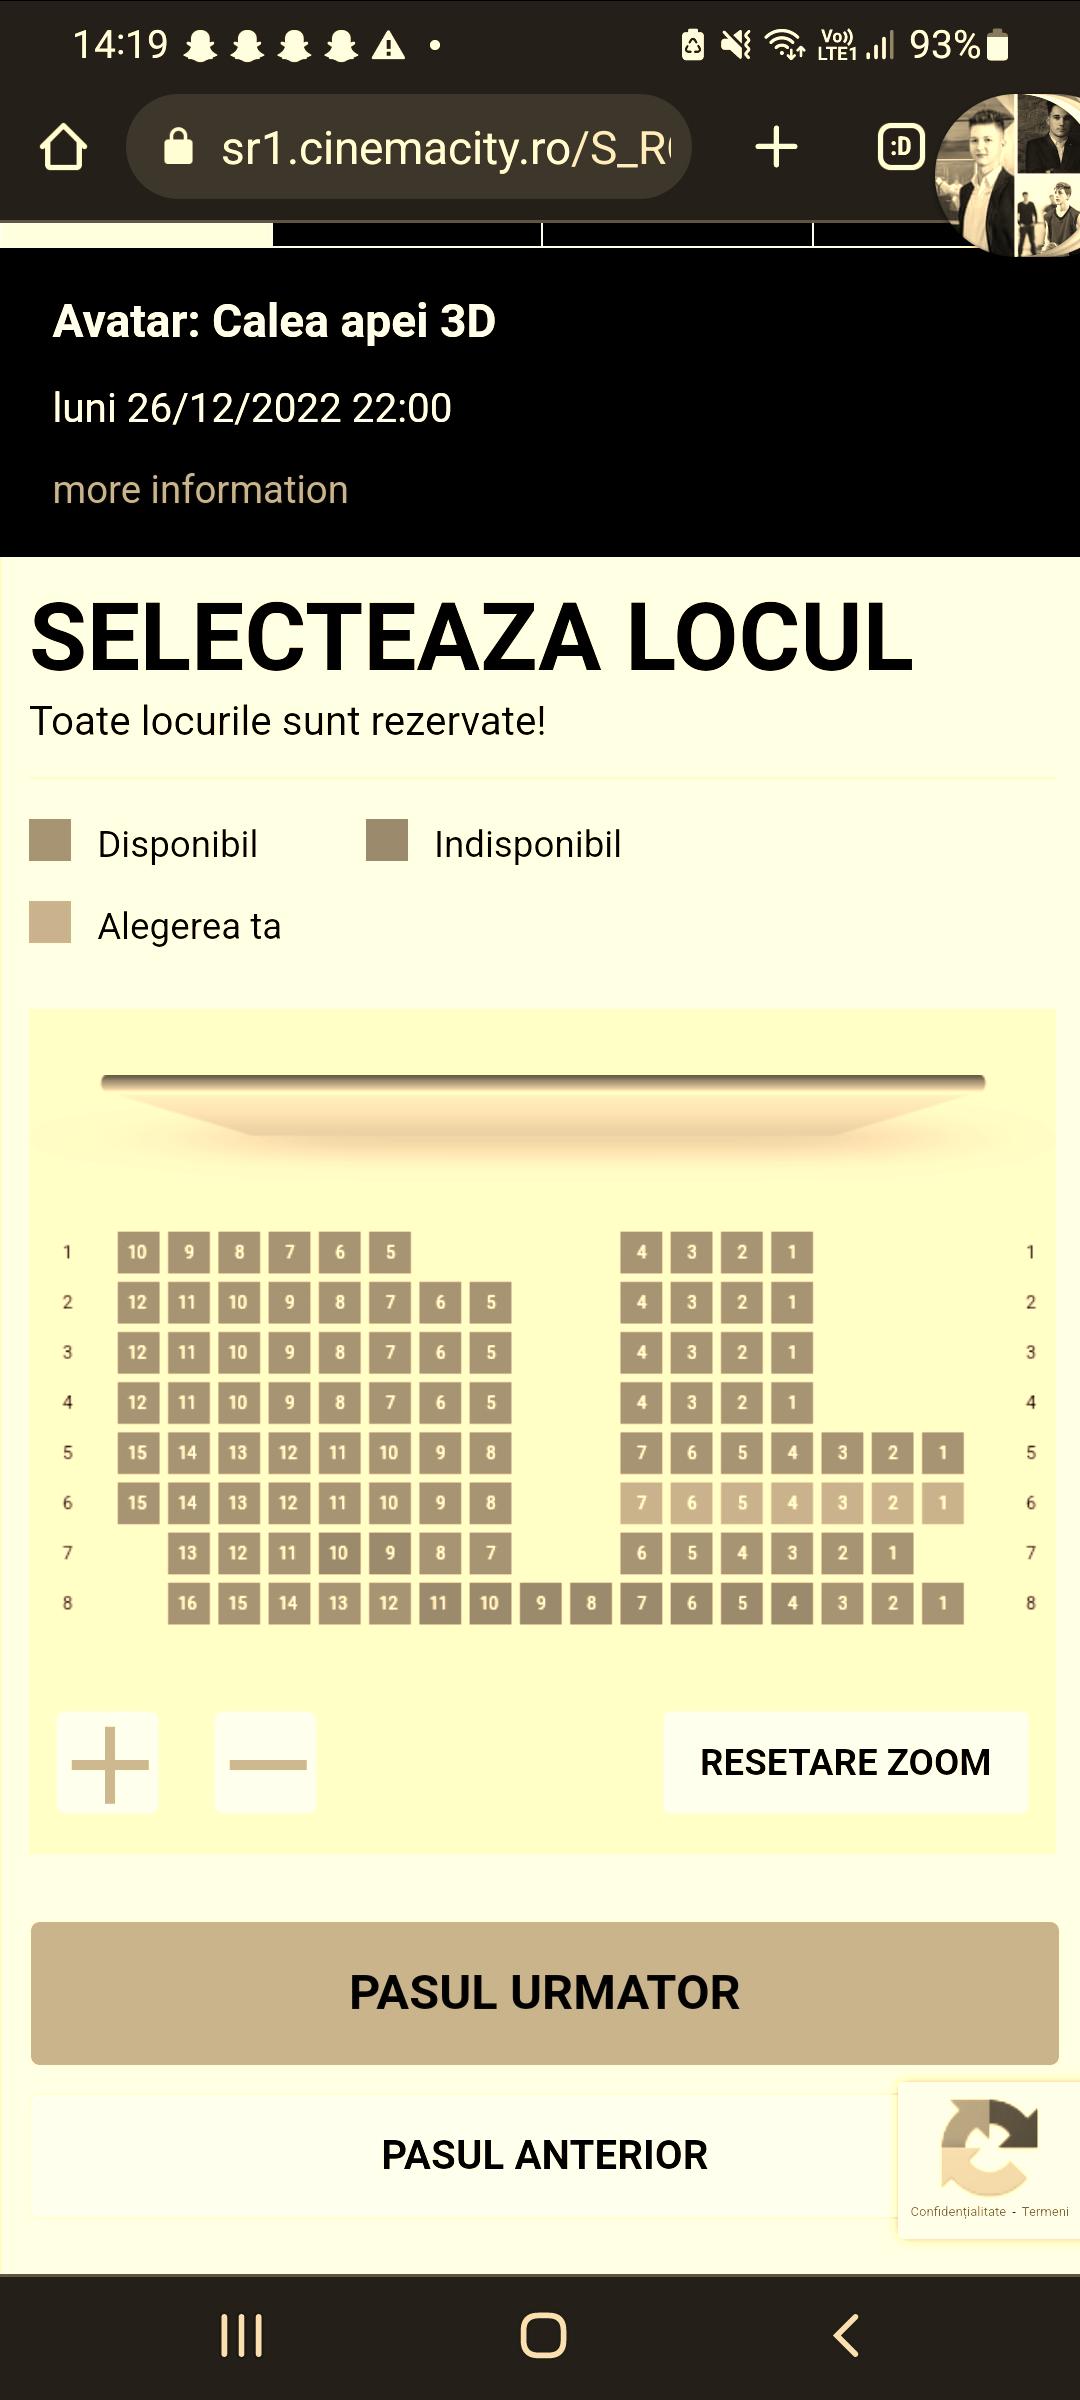 14:19 Vo)) LTE1 93%
sr1.cinemacity.ro/S_R
:D
Avatar: Calea apei 3D
luni 26/12/2022 22:00
more information
SELECTEAZA LOCUL
Toate locurile sunt rezervate!
Disponibil Indisponibil
Alegerea ta
1 10 9 8 7 6 5 4 3 2 1 1
2 12 11 10 9 8 7 6 5 4 3 2 1 2
3 12 11 10 9 8 7 6 5 4 3 2 1 3
4 12 11 10 9 8 7 6 5 4 3 2 1 4
5 15 14 13 12 11 10 9 8 7 6 5 4 3 2 1 5
6 15 14 13 12 11 10 9 8 7 6 5 4 3 2 1 6
7 13 12 11 10 9 8 7 6 5 4 3 2 1 7
8 16 15 14 13 12 11 10 9 8 7 6 5 4 3 2 1 8
RESETARE ZOOM
PASUL URMATOR
PASUL ANTERIOR
Confidențialitate - Termeni